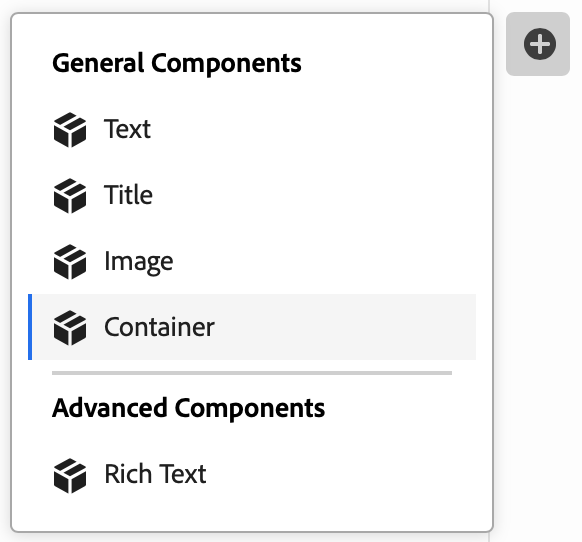 General Components
Text
Title
Image
Container
Advanced Components
Rich Text